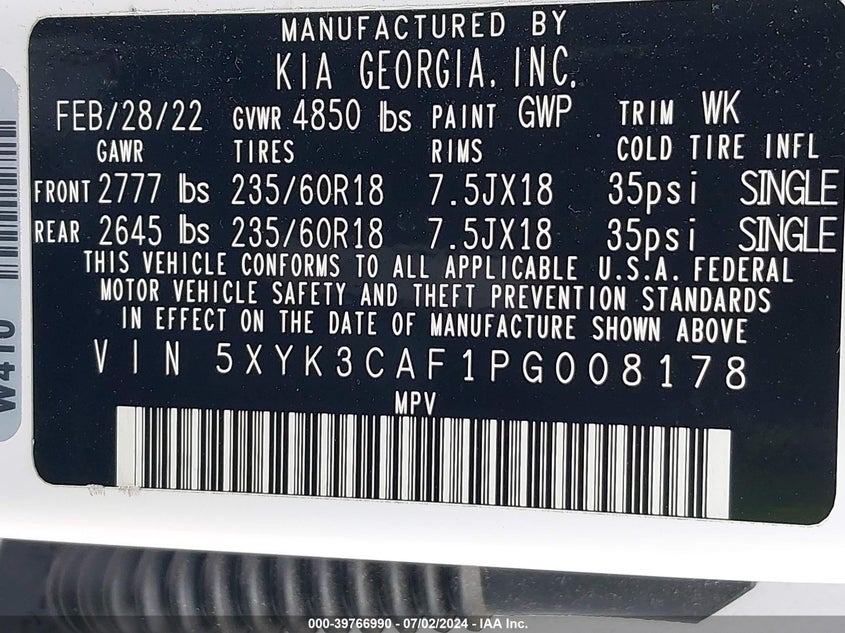 MANUFACTURED BY
KIA GEORGIA, INC.
FEB/28/22 GVWR 4850 lbs PAINT GWP TRIM WK
GAWR TIRES RIMS COLD TIRE INFL
FRONT 2777 lbs 235/60R18 7.5JX18 35psi SINGLE
REAR 2645 lbs 235/60R18 7.5JX18 35psi SINGLE
THIS VEHICLE CONFORMS TO ALL APPLICABLE U.S.A. FEDERAL
MOTOR VEHICLE SAFETY AND THEFT PREVENTION STANDARDS
IN EFFECT ON THE DATE OF MANUFACTURE SHOWN ABOVE
VIN 5XYK3CAF1PG008178
MPV
000-39766990 - 07/02/2024 - IAA Inc.